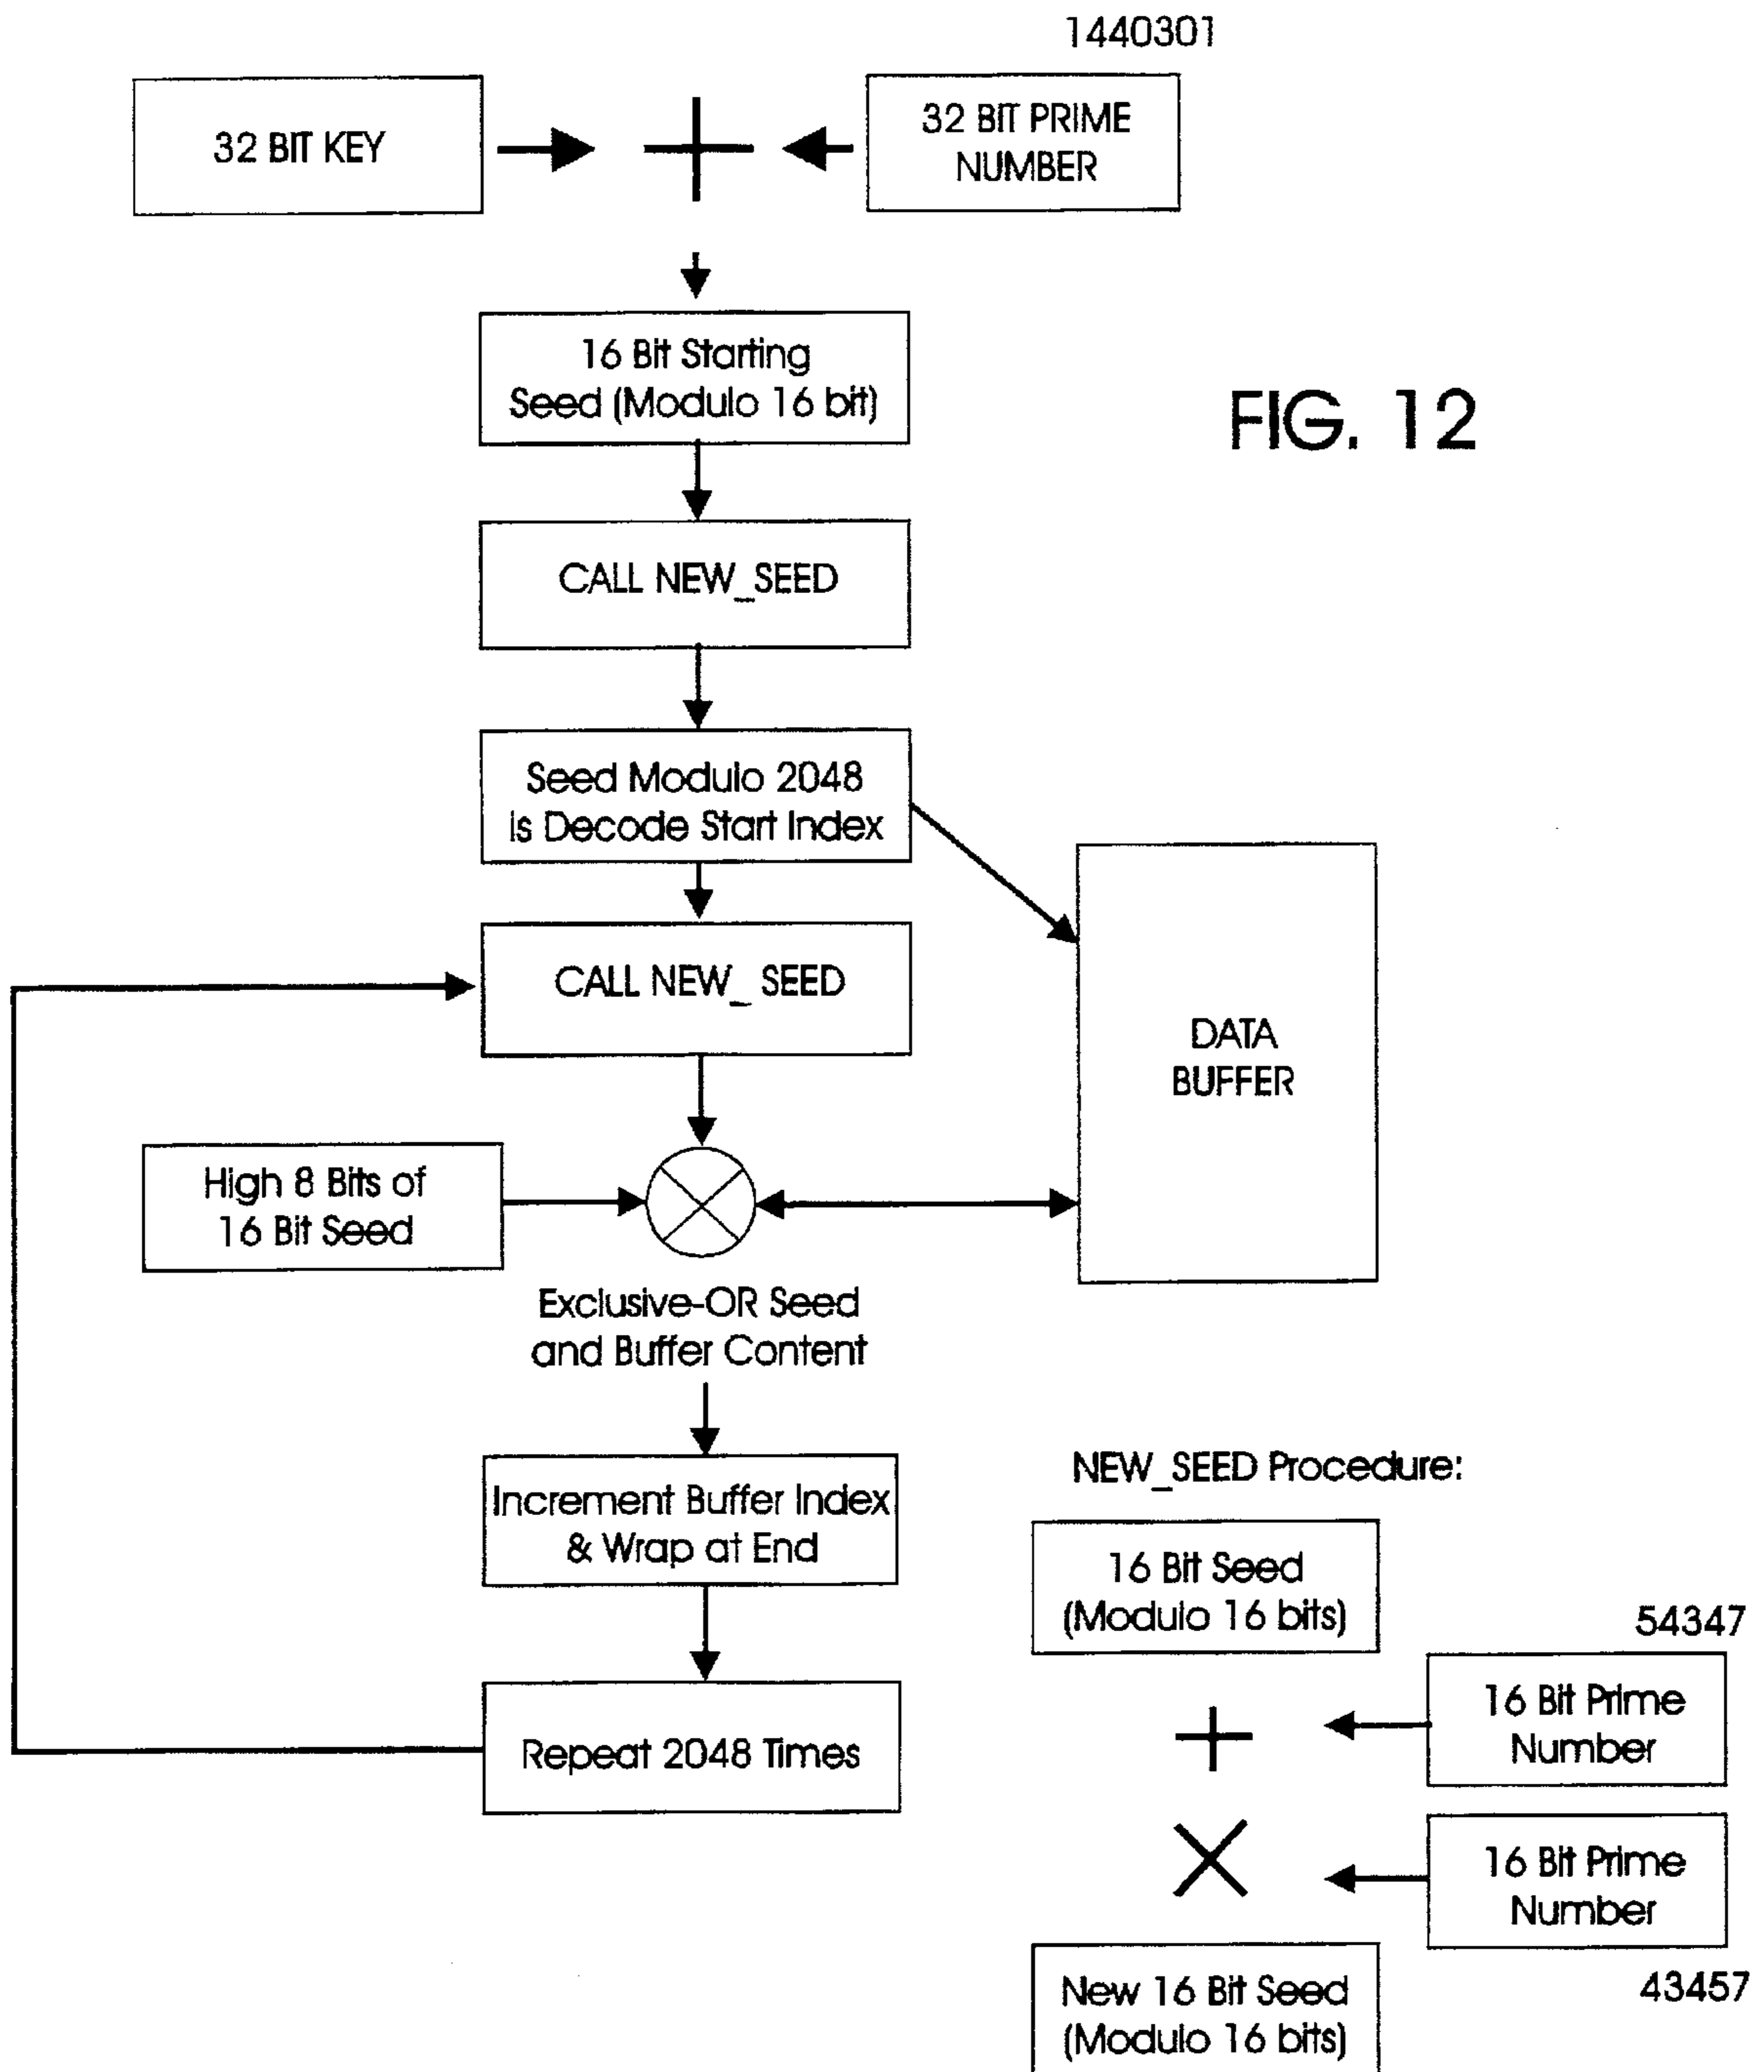 1440301
32 BIT KEY
32 BIT PRIME
NUMBER
16 Bit Starting
Seed (Modulo 16 bit)
FIG. 12
CALL NEW_SEED
Seed Modulo 2048
is Decode Start Index
CALL NEW_ SEED
DATA
BUFFER
High 8 Bits of
16 Bit Seed
Exclusive-OR Seed
and Buffer Content
Increment Buffer Index
& Wrap at End
Repeat 2048 Times
NEW_SEED Procedure:
16 Bit Seed
(Modulo 16 bits)
54347
16 Bit Prime
Number
16 Bit Prime
Number
43457
New 16 Bit Seed
(Modulo 16 bits)